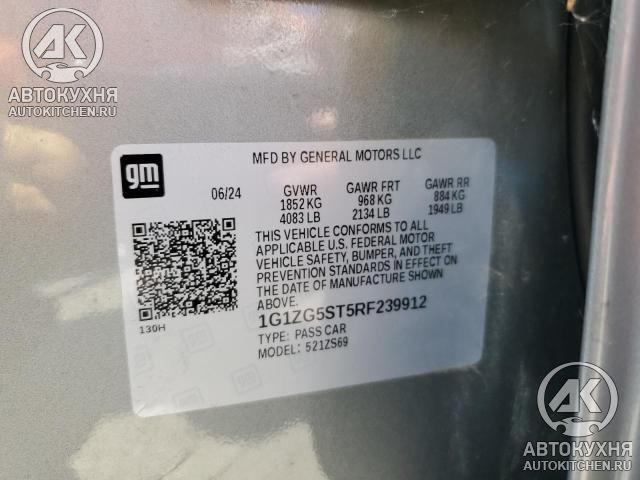 АК
АВТОКУХНЯ
AUTOKITCHEN.RU
gm
MFD BY GENERAL MOTORS LLC
06/24
GVWR GAWR FRT GAWR RR
1852 KG 968 KG 884 KG
4083 LB 2134 LB 1949 LB
THIS VEHICLE CONFORMS TO ALL
APPLICABLE U.S. FEDERAL MOTOR
VEHICLE SAFETY, BUMPER, AND THEFT
PREVENTION STANDARDS IN EFFECT ON
THE DATE OF MANUFACTURE SHOWN
ABOVE.
1G1ZG5ST5RF239912
130H
TYPE: PASS CAR
MODEL: 521ZS69
АК
АВТОКУХНЯ
AUTOKITCHEN.RU